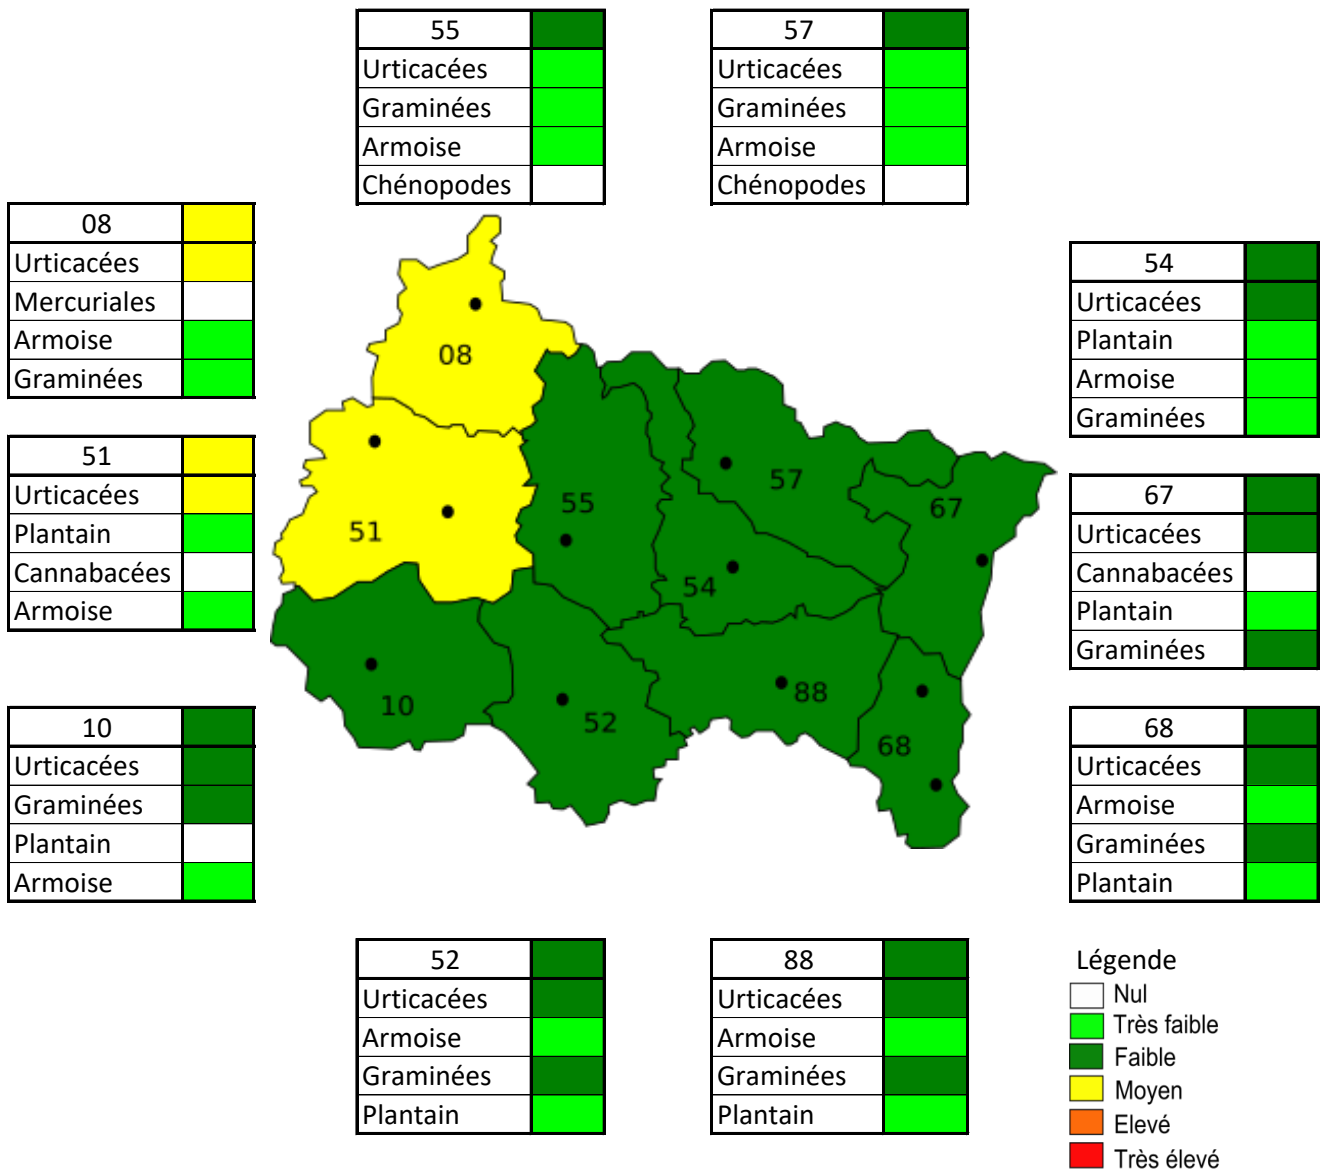 55
Urticacées
Graminées
Armoise
Chénopodes
57
Urticacées
Graminées
Armoise
Chénopodes
08
Urticacées
Mercuriales
Armoise
Graminées
51
Urticacées
Plantain
Cannabacées
Armoise
10
Urticacées
Graminées
Plantain
Armoise
08
57
55
67
51
54
88
10
52
68
54
Urticacées
Plantain
Armoise
Graminées
67
Urticacées
Cannabacées
Plantain
Graminées
68
Urticacées
Armoise
Graminées
Plantain
52
Urticacées
Armoise
Graminées
Plantain
88
Urticacées
Armoise
Graminées
Plantain
Légende
Nul
Très faible
Faible
Moyen
Elevé
Très élevé